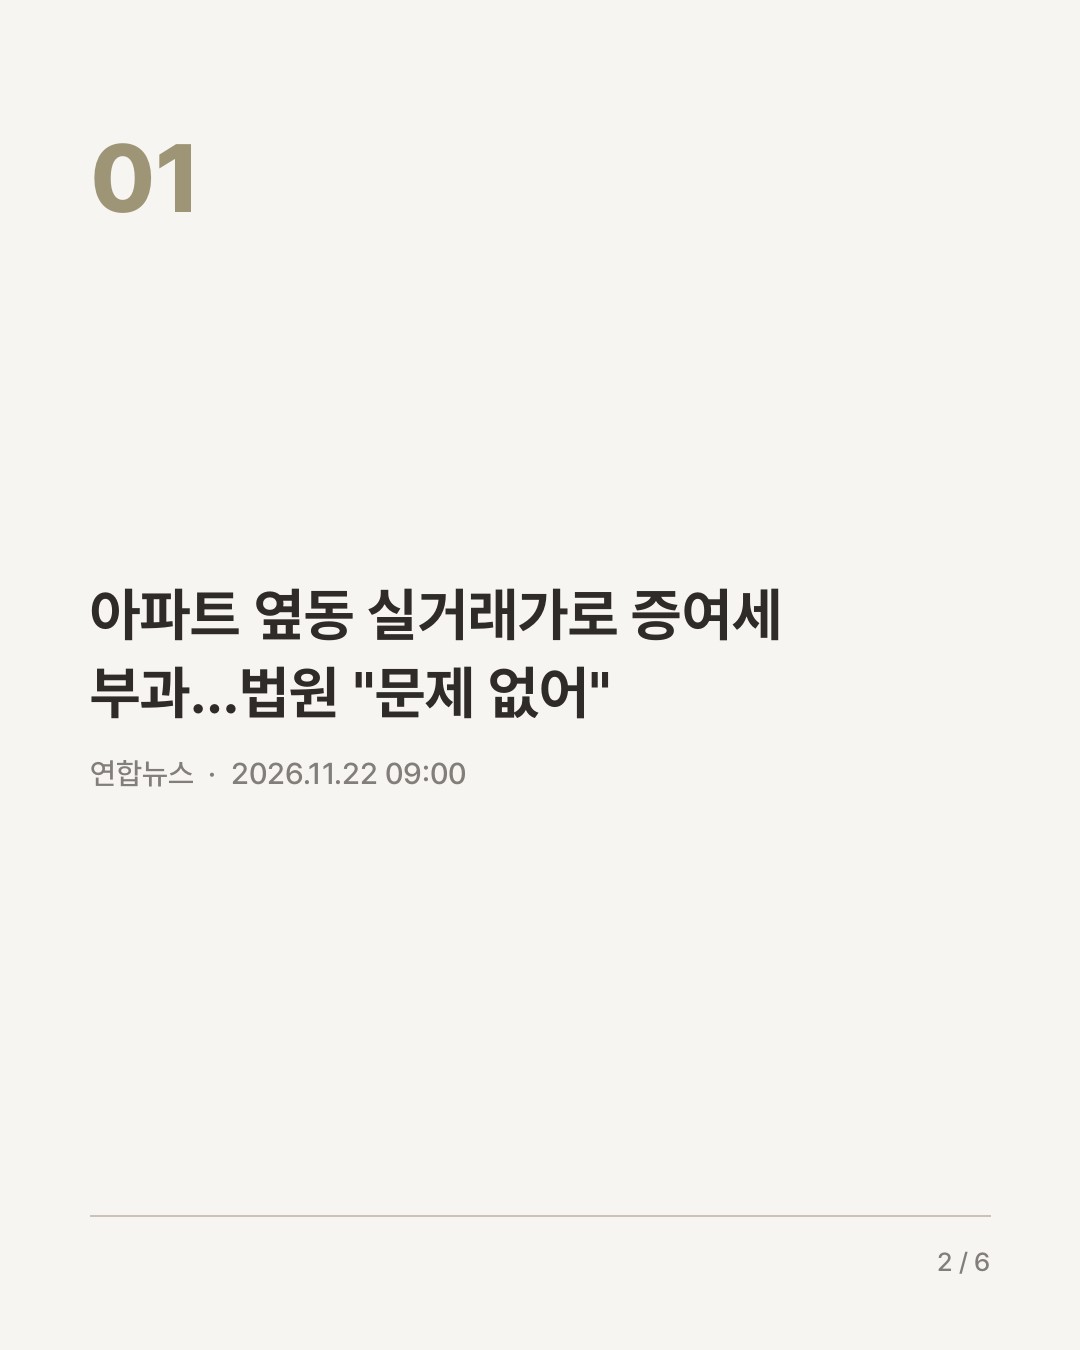 01
아파트 옆동 실거래가로 증여세
부과...법원 "문제 없어"
연합뉴스 · 2026.11.22 09:00
2 / 6